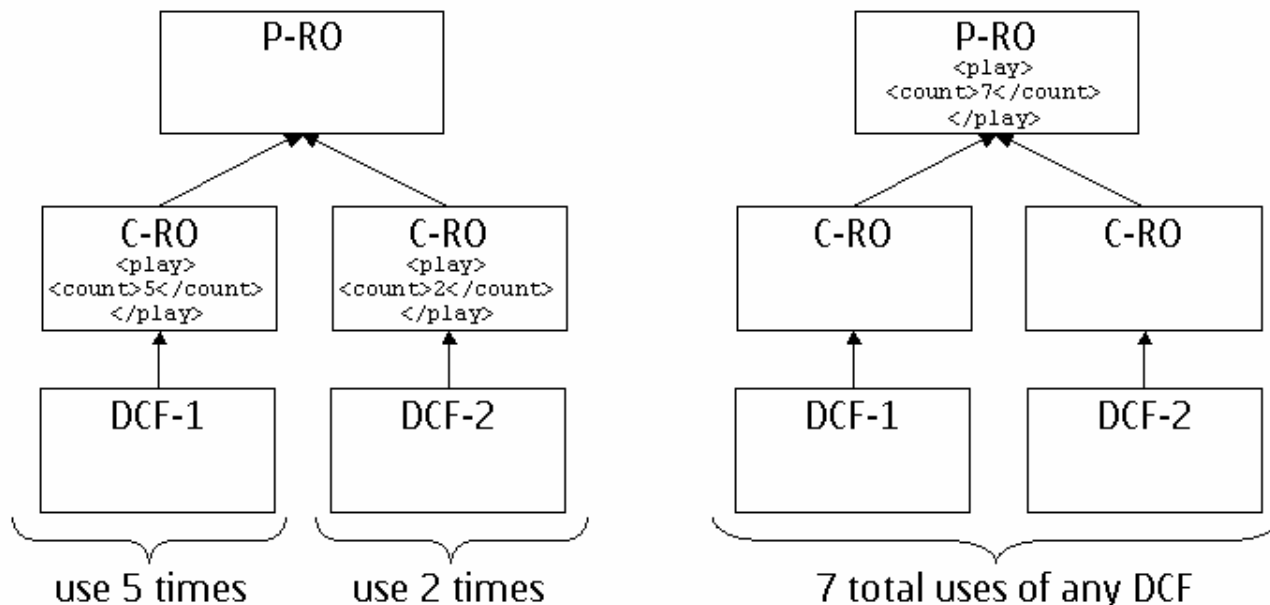 P-RO
C-RO
<play>
<count>5</count>
</play>
C-RO
<play>
<count>2</count>
</play>
DCF-1
DCF-2
use 5 times
use 2 times
P-RO
<play>
<count>7</count>
</play>
C-RO
C-RO
DCF-1
DCF-2
7 total uses of any DCF